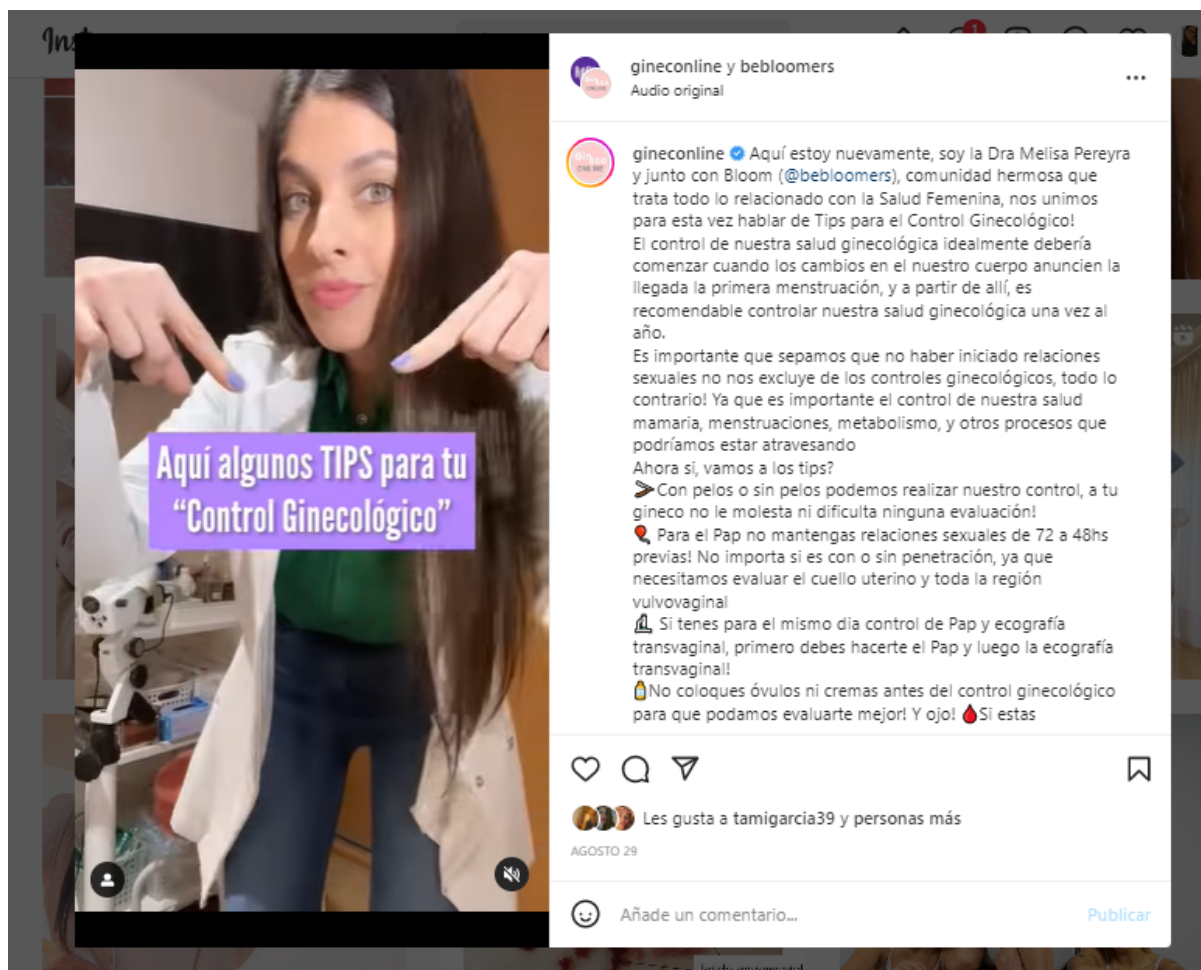 Aquí algunos TIPS para tu
“Control Ginecológico”
gineconline y bebloomers
Audio original
gineconline Aquí estoy nuevamente, soy la Dra Melisa Pereyra
y junto con Bloom (@bebloomers), comunidad hermosa que
trata todo lo relacionado con la Salud Femenina, nos unimos
para esta vez hablar de Tips para el Control Ginecológico!
El control de nuestra salud ginecológica idealmente debería
comenzar cuando los cambios en el nuestro cuerpo anuncien la
llegada la primera menstruación, y a partir de allí, es
recomendable controlar nuestra salud ginecológica una vez al
año.
Es importante que sepamos que no haber iniciado relaciones
sexuales no nos excluye de los controles ginecológicos, todo lo
contrario! Ya que es importante el control de nuestra salud
mamaria, menstruaciones, metabolismo, y otros procesos que
podríamos estar atravesando
Ahora si, vamos a los tips?
Con pelos o sin pelos podemos realizar nuestro control, a tu
gineco no le molesta ni dificulta ninguna evaluación!
Para el Pap no mantengas relaciones sexuales de 72 a 48hs
previas! No importa si es con o sin penetración, ya que
necesitamos evaluar el cuello uterino y toda la región
vulvovaginal
Si tenes para el mismo dia control de Pap y ecografía
transvaginal, primero debes hacerte el Pap y luego la ecografía
transvaginal!
No coloques óvulos ni cremas antes del control ginecológico
para que podamos evaluarte mejor! Y ojo! 🩸Si estas
Les gusta a tamigarcia39 y personas más
AGOSTO 29
Añade un comentario...
Publicar